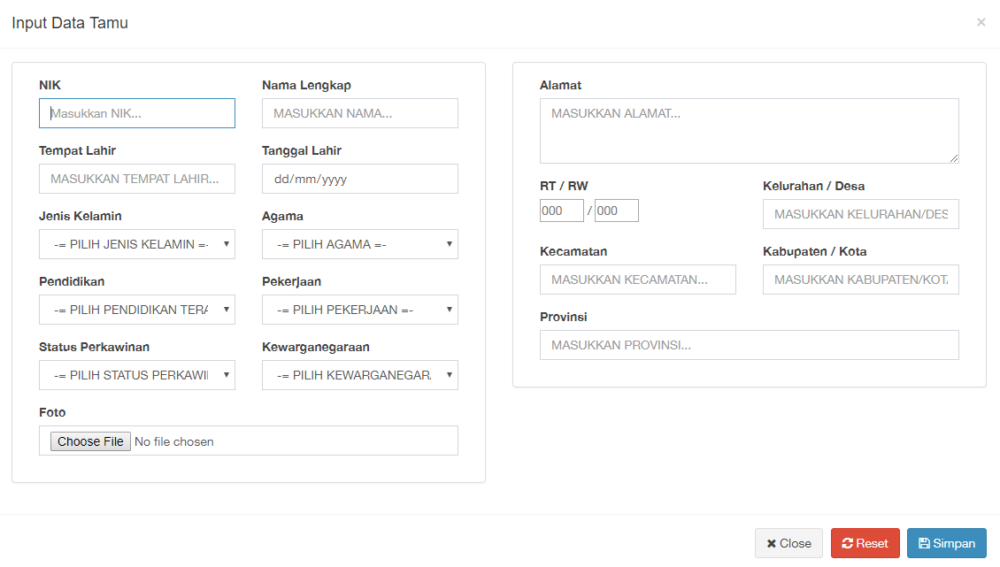 Input Data Tamu ×
NIK Nama Lengkap
Masukkan NIK... MASUKKAN NAMA...
Tempat Lahir Tanggal Lahir
MASUKKAN TEMPAT LAHIR... dd/mm/yyyy
Jenis Kelamin Agama
-= PILIH JENIS KELAMIN =- -= PILIH AGAMA =-
Pendidikan Pekerjaan
-= PILIH PENDIDIKAN TERA -= PILIH PEKERJAAN =-
Status Perkawinan Kewarganegaraan
-= PILIH STATUS PERKAWI -= PILIH KEWARGANEGAR
Foto
Choose File No file chosen
Alamat
MASUKKAN ALAMAT...
RT / RW Kelurahan / Desa
000 / 000 MASUKKAN KELURAHAN/DES
Kecamatan Kabupaten / Kota
MASUKKAN KECAMATAN... MASUKKAN KABUPATEN/KOT
Provinsi
MASUKKAN PROVINSI...
Close Reset Simpan